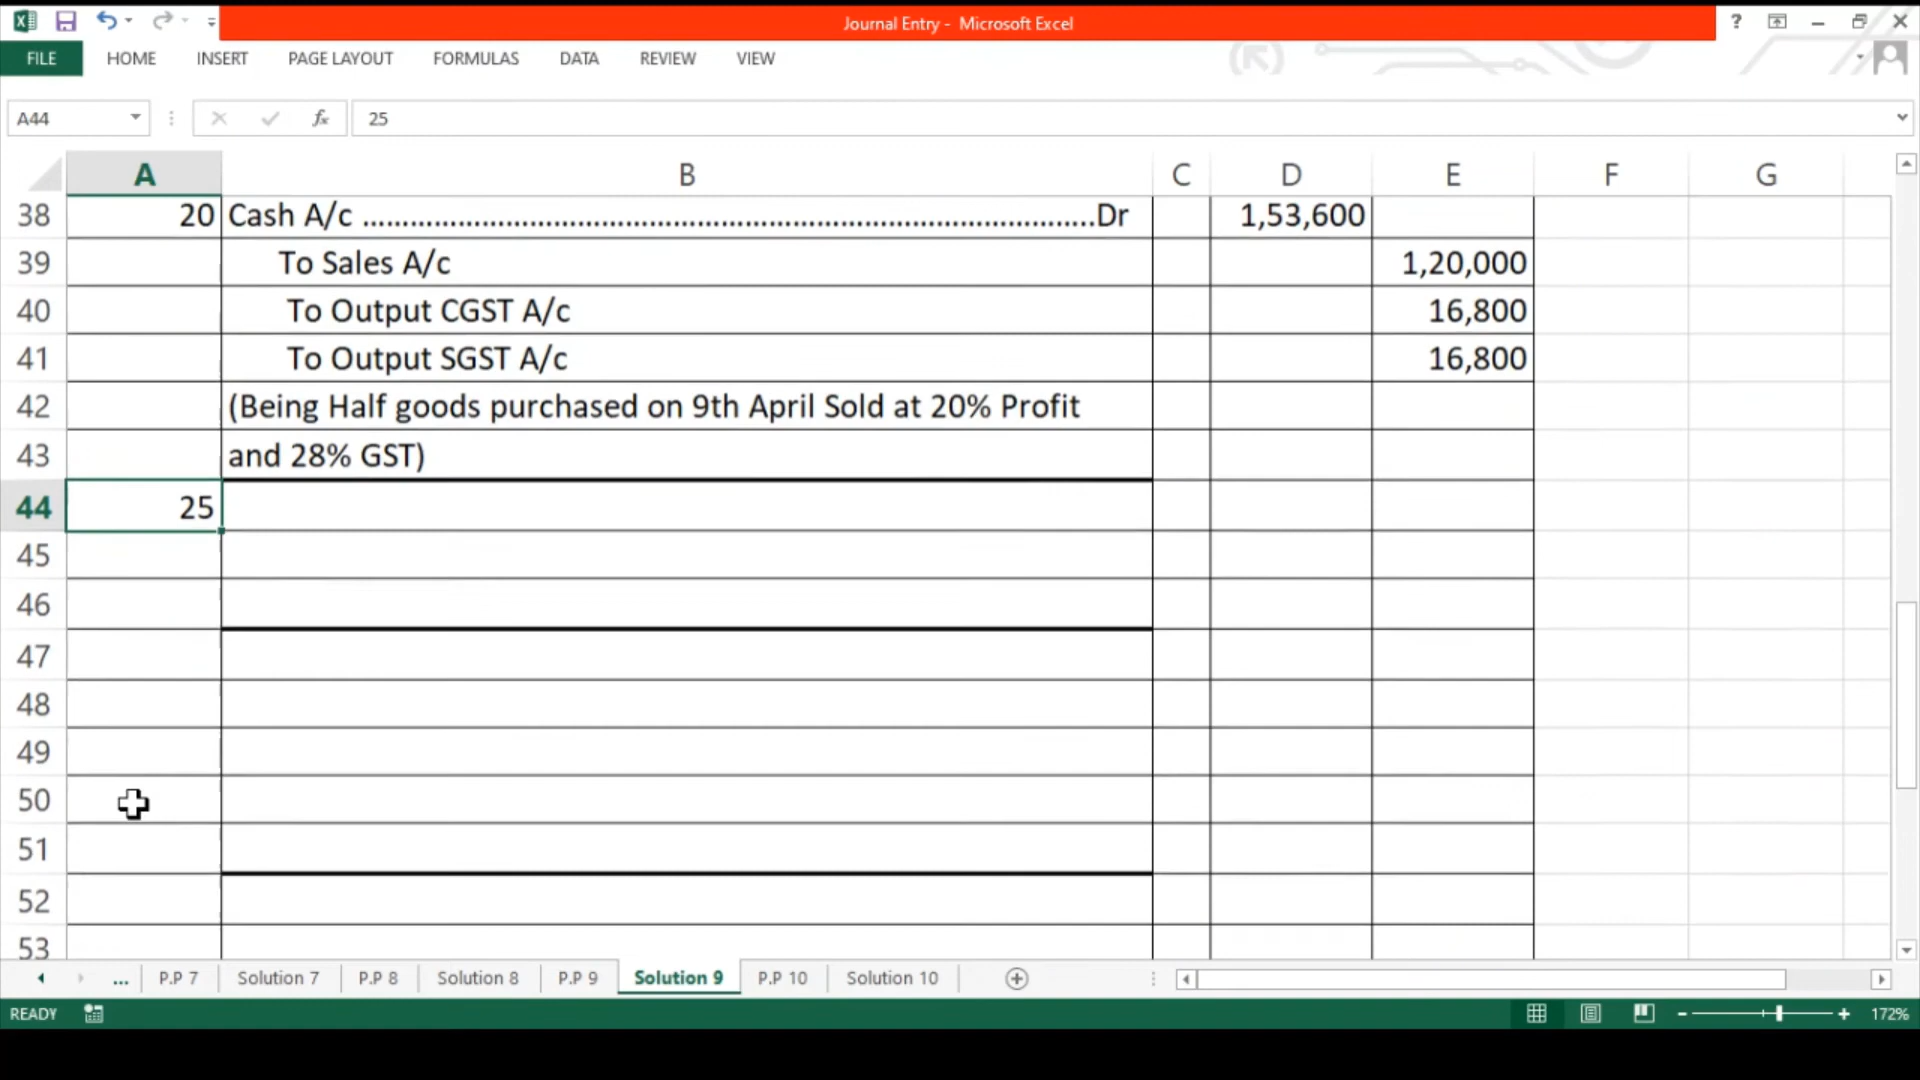 Journal Entry - Microsoft Excel
?
FILE HOME INSERT PAGE LAYOUT FORMULAS DATA REVIEW VIEW
A44 fx 25
A B C D E F G
38 20 Cash A/c ..........................................................................................Dr 1,53,600
39 To Sales A/c 1,20,000
40 To Output CGST A/c 16,800
41 To Output SGST A/c 16,800
42 (Being Half goods purchased on 9th April Sold at 20% Profit
43 and 28% GST)
44 25
45
46
47
48
49
50
51
52
53
... P.P 7 Solution 7 P.P 8 Solution 8 P.P 9 Solution 9 P.P 10 Solution 10
READY 172%